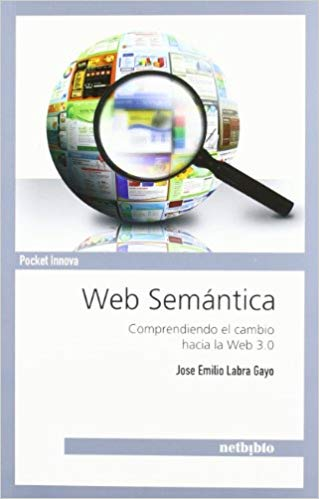 Pocket Innova
Web Semántica
Comprendiendo el cambio
hacia la Web 3.0
Jose Emilio Labra Gayo
netbiblo